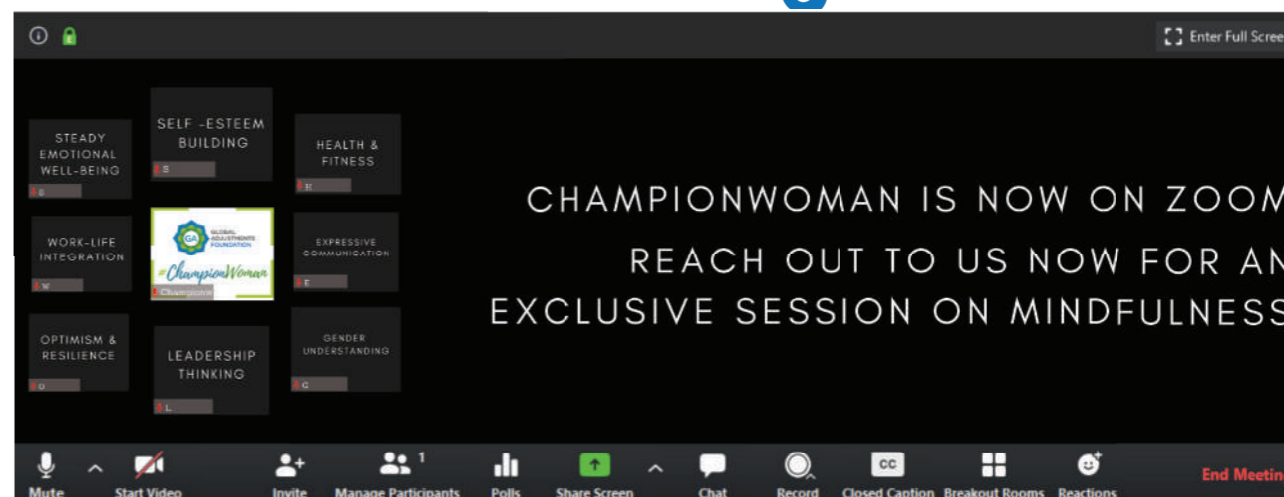 Enter Full Scree
STEADY
EMOTIONAL
WELL-BEING
S
SELF -ESTEEM
BUILDING
S
HEALTH &
FITNESS
H
WORK-LIFE
INTEGRATION
W
GA
GLOBAL
ADJUSTMENTS
FOUNDATION
#ChampionWoman
Championw
EXPRESSIVE
COMMUNICATION
E
OPTIMISM &
RESILIENCE
O
LEADERSHIP
THINKING
L
GENDER
UNDERSTANDING
G
CHAMPIONWOMAN IS NOW ON ZOOM
REACH OUT TO US NOW FOR AN
EXCLUSIVE SESSION ON MINDFULNESS
Mute
Start Video
Invite
Manage Participants 1
Polls
Share Screen
Chat
Record
CC
Closed Caption
Breakout Rooms
Reactions
End Meeting